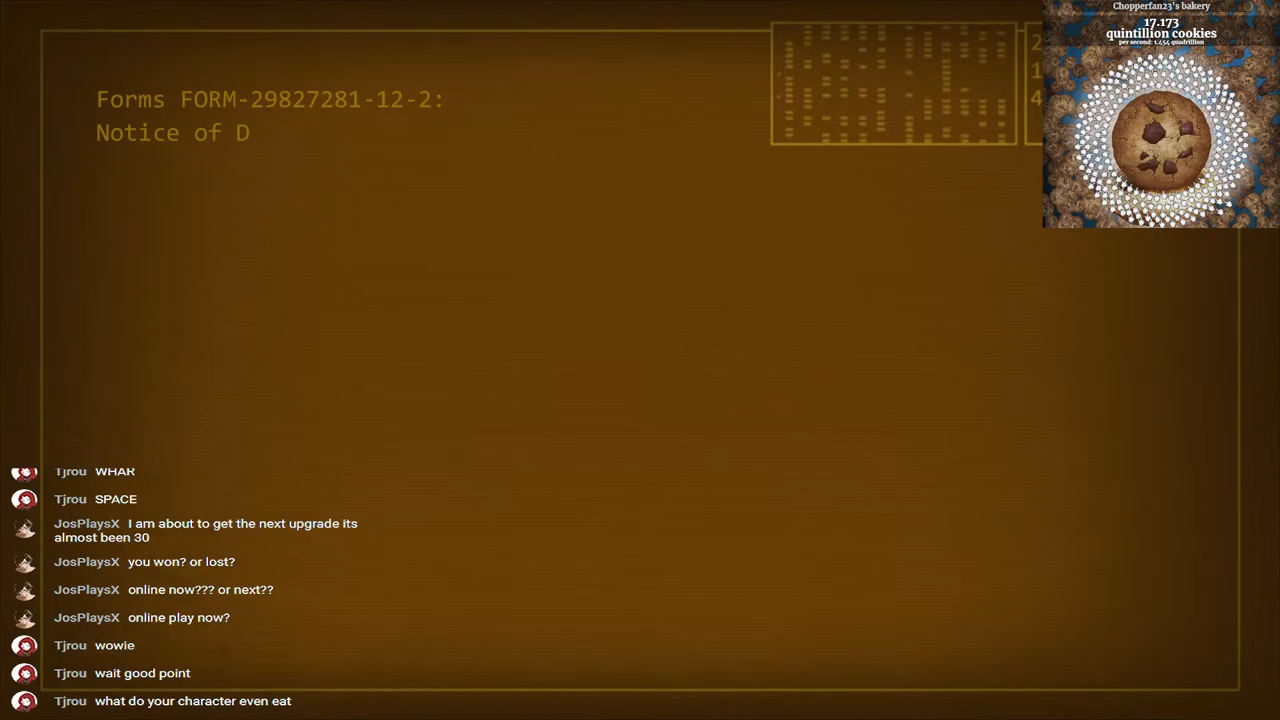 Forms FORM-29827281-12-2:
Notice of D
2
1
4
Chopperfan23's bakery
17.173
quintillion cookies
per second: 1.454 quadrillion
Tjrou WHAR
Tjrou SPACE
JosPlaysX I am about to get the next upgrade its
almost been 30
JosPlaysX you won? or lost?
JosPlaysX online now??? or next??
JosPlaysX online play now?
Tjrou wowie
Tjrou wait good point
Tjrou what do your character even eat